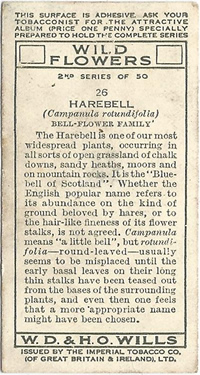 THIS SURFACE IS ADHESIVE. ASK YOUR
TOBACCONIST FOR THE ATTRACTIVE
ALBUM (PRICE ONE PENNY) SPECIALLY
PREPARED TO HOLD THE COMPLETE SERIES
WILD
FLOWERS
2ND SERIES OF 50
26
HAREBELL
(Campanula rotundifolia)
BELL-FLOWER FAMILY
The Harebell is one of our most
widespread plants, occurring in
all sorts of open grassland of chalk
downs, sandy heaths, moors and
on mountain rocks. It is the "Blue-
bell of Scotland". Whether the
English popular name refers to
its abundance on the kind of
ground beloved by hares, or to
the hair-like fineness of its flower
stalks, is not agreed. Campanula
means "a little bell", but rotundi-
folia—round-leaved—usually
seems to be misplaced until the
early basal leaves on their long
thin stalks have been teased out
from the bases of the surrounding
plants, and even then one feels
that a more appropriate name
might have been chosen.
W. D. & H. O. WILLS
ISSUED BY THE IMPERIAL TOBACCO CO.
(OF GREAT BRITAIN & IRELAND), LTD.